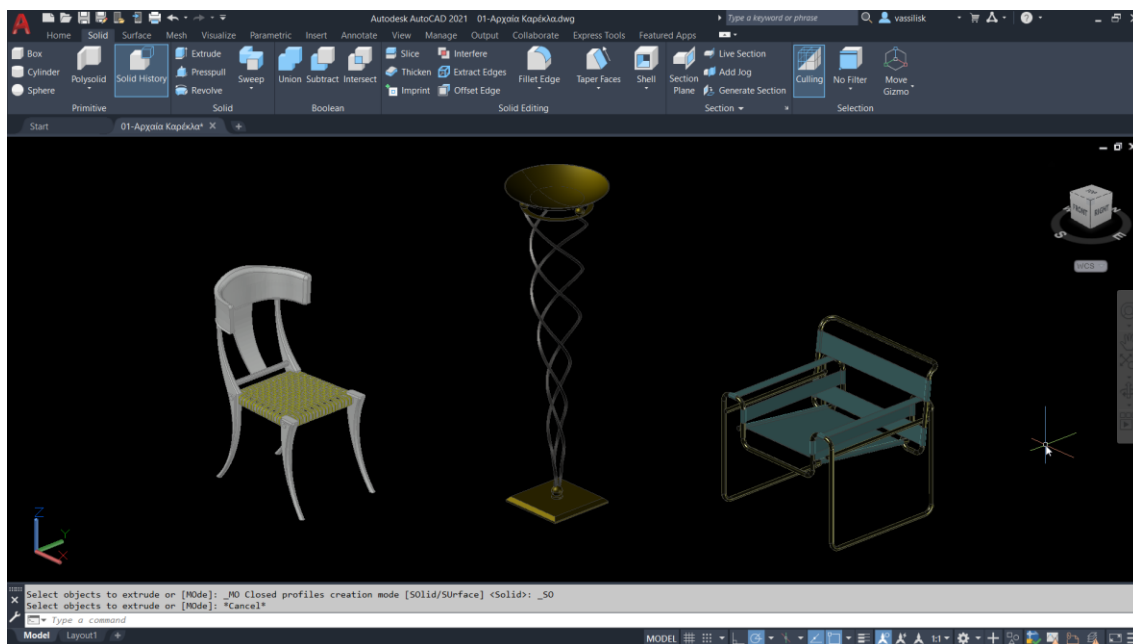 Autodesk AutoCAD 2021 01-Αρχαία Καρέκλα.dwg
Type a keyword or phrase
vassilisk
Home Solid Surface Mesh Visualize Parametric Insert Annotate View Manage Output Collaborate Express Tools Featured Apps
Box
Cylinder
Sphere
Polysolid
Solid History
Extrude
Presspull
Revolve
Sweep
Union Subtract Intersect
Slice
Thicken
Imprint
Interfere
Extract Edges
Offset Edge
Fillet Edge
Taper Faces
Shell
Section Plane
Live Section
Add Jog
Generate Section
Culling
No Filter
Move Gizmo
Primitive Solid Boolean Solid Editing Section Selection
Start 01-Αρχαία Καρέκλα*
TOP
FRONT RIGHT
S E
WCS
Z
Y
X
Select objects to extrude or [MOde]: _MO Closed profiles creation mode [SOlid/SUrface] <Solid>: _SO
Select objects to extrude or [MOde]: *Cancel*
Type a command
Model Layout1
MODEL 1:1